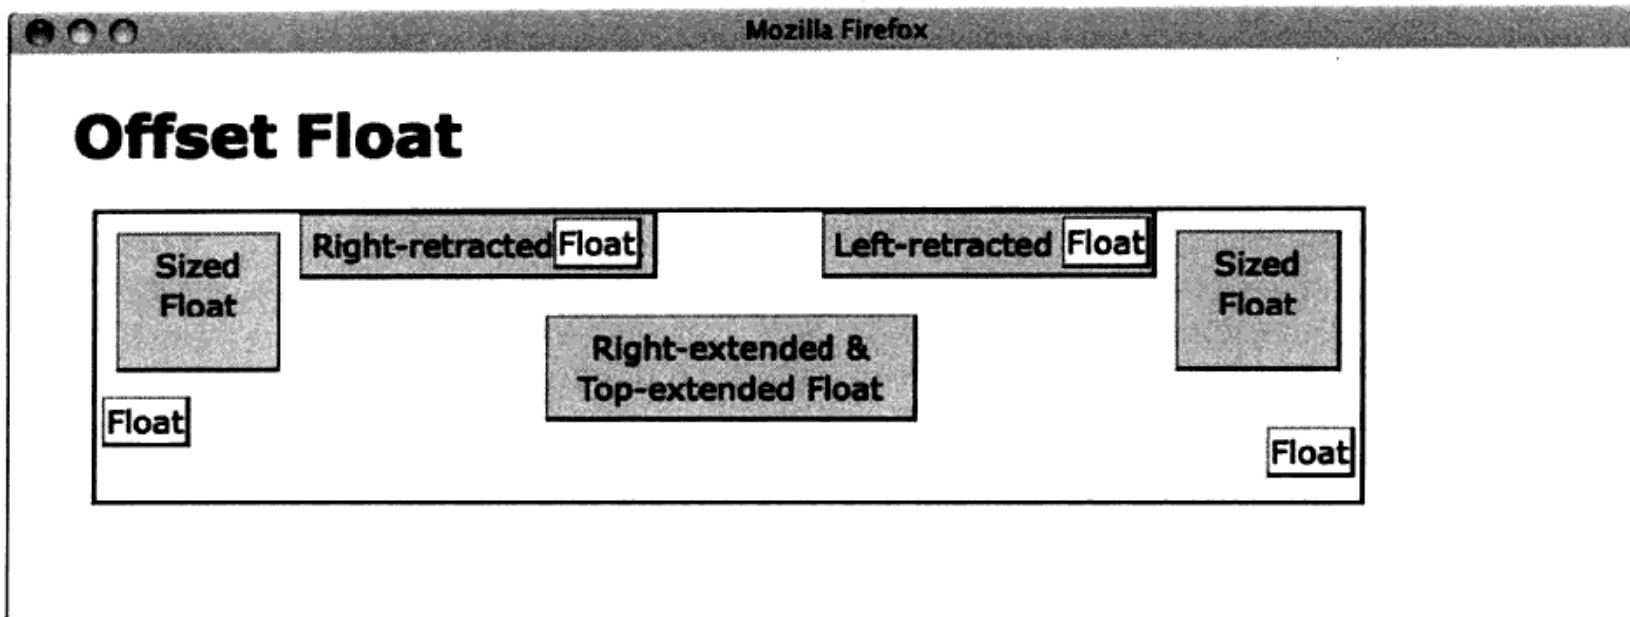 Mozilla Firefox
Offset Float
Sized
Float
Right-retracted Float
Left-retracted Float
Sized
Float
Right-extended &
Top-extended Float
Float
Float